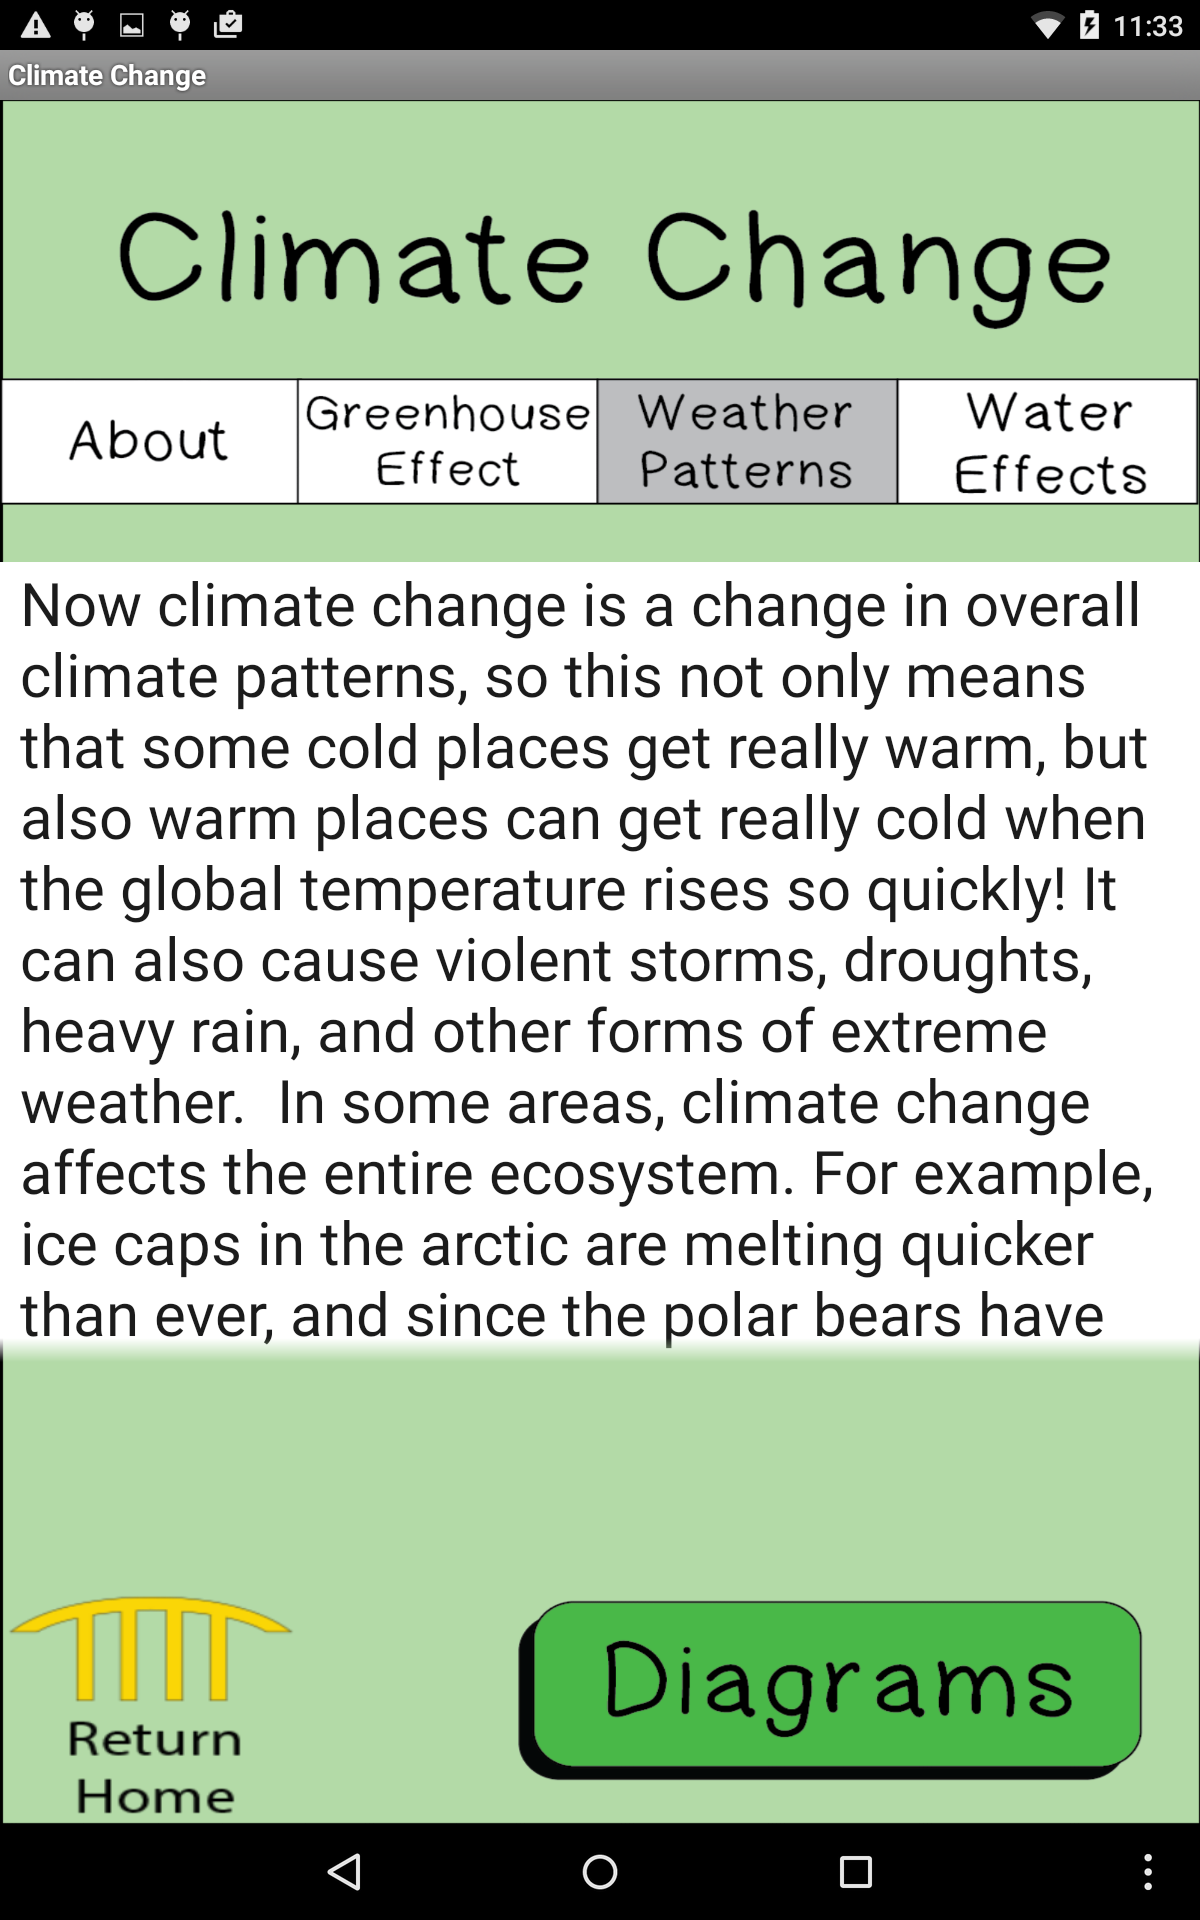 11:33
Climate Change
Climate Change
About
Greenhouse
Effect
Weather
Patterns
Water
Effects
Now climate change is a change in overall
climate patterns, so this not only means
that some cold places get really warm, but
also warm places can get really cold when
the global temperature rises so quickly! It
can also cause violent storms, droughts,
heavy rain, and other forms of extreme
weather.  In some areas, climate change
affects the entire ecosystem. For example,
ice caps in the arctic are melting quicker
than ever, and since the polar bears have
Diagrams
Return
Home